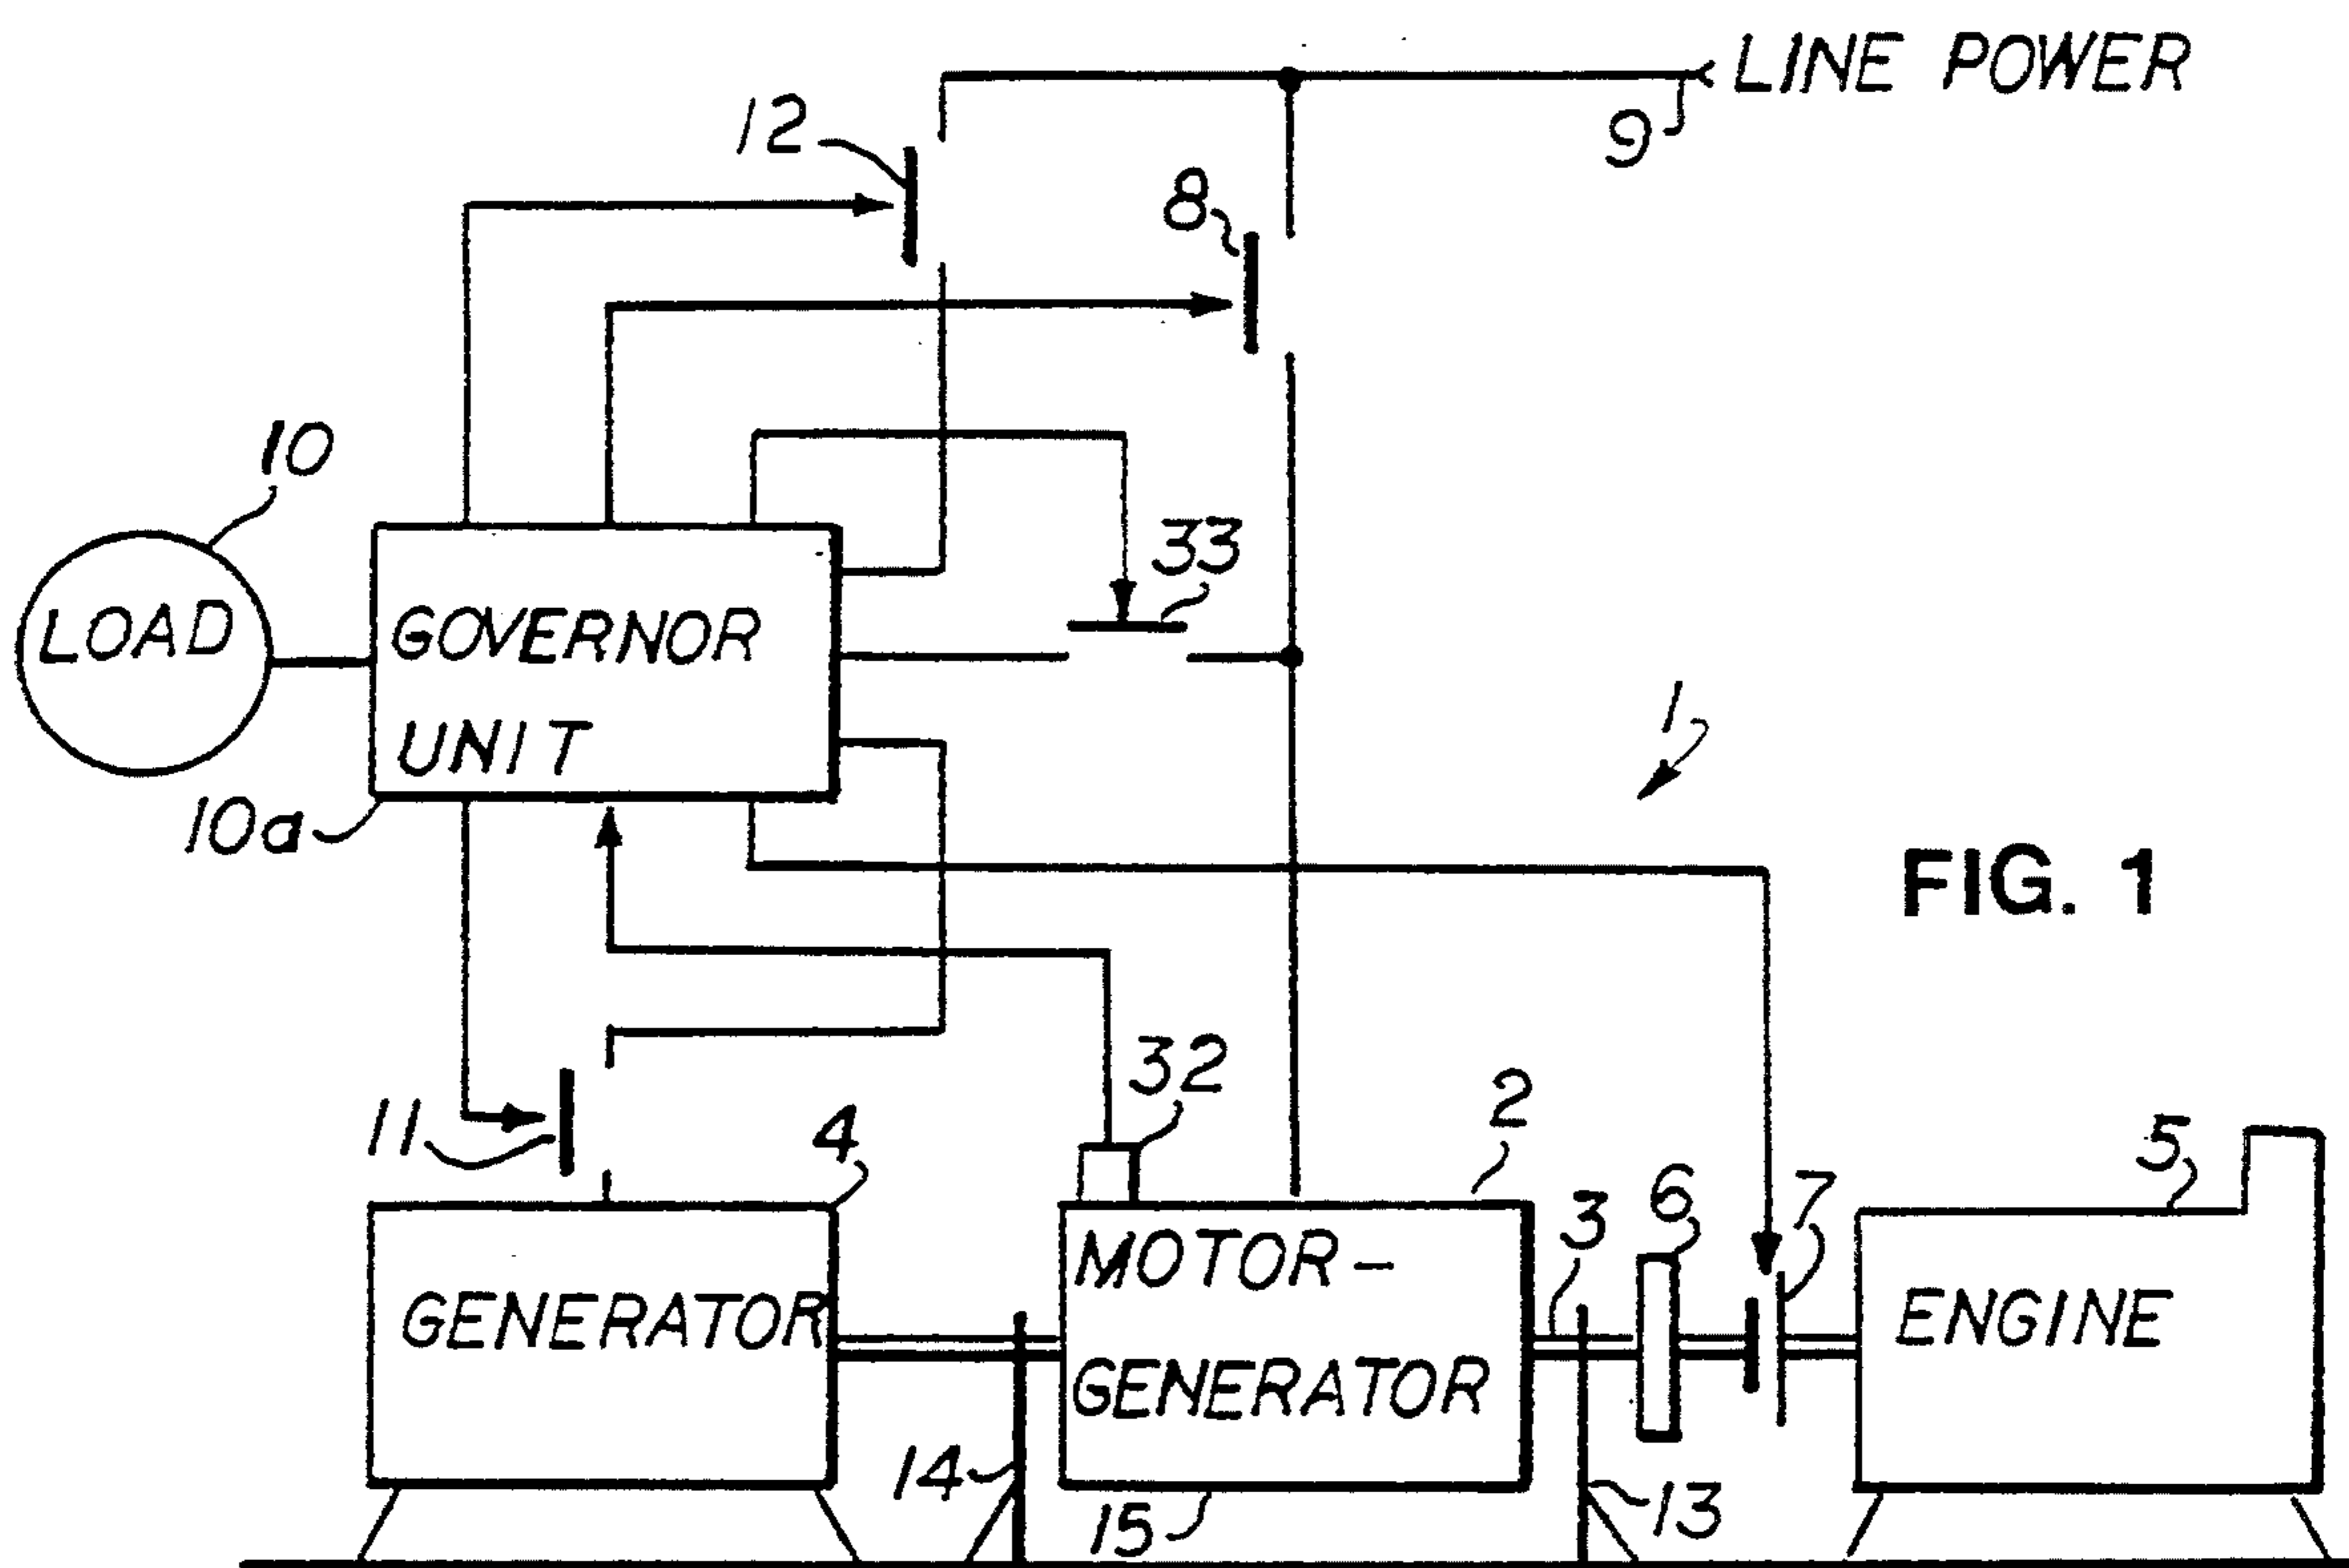 LINE POWER
9
12
8
10
33
LOAD
GOVERNOR
UNIT
1
10a
FIG. 1
32
2
11
4
5
3
6
7
MOTOR-
GENERATOR
GENERATOR
ENGINE
14
15
13